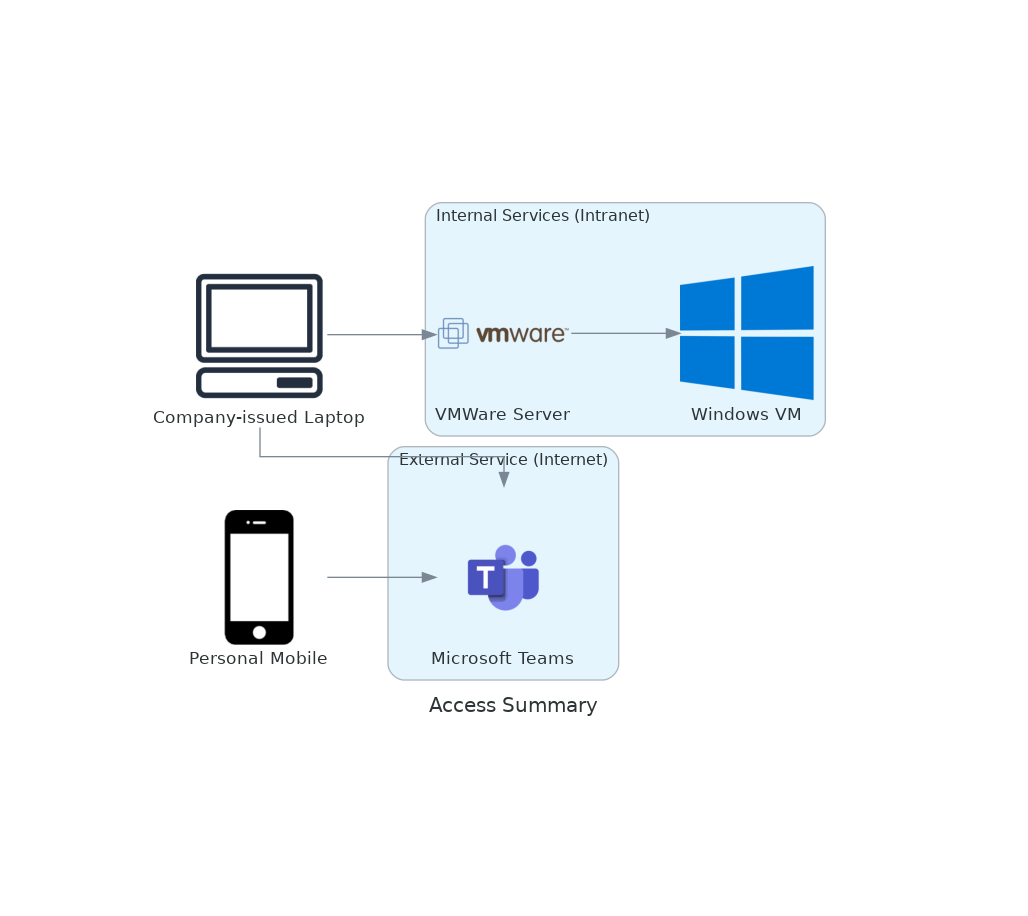 Internal Services (Intranet)
vmware™
Company-issued Laptop
VMWare Server
Windows VM
External Service (Internet)
T
Personal Mobile
Microsoft Teams
Access Summary